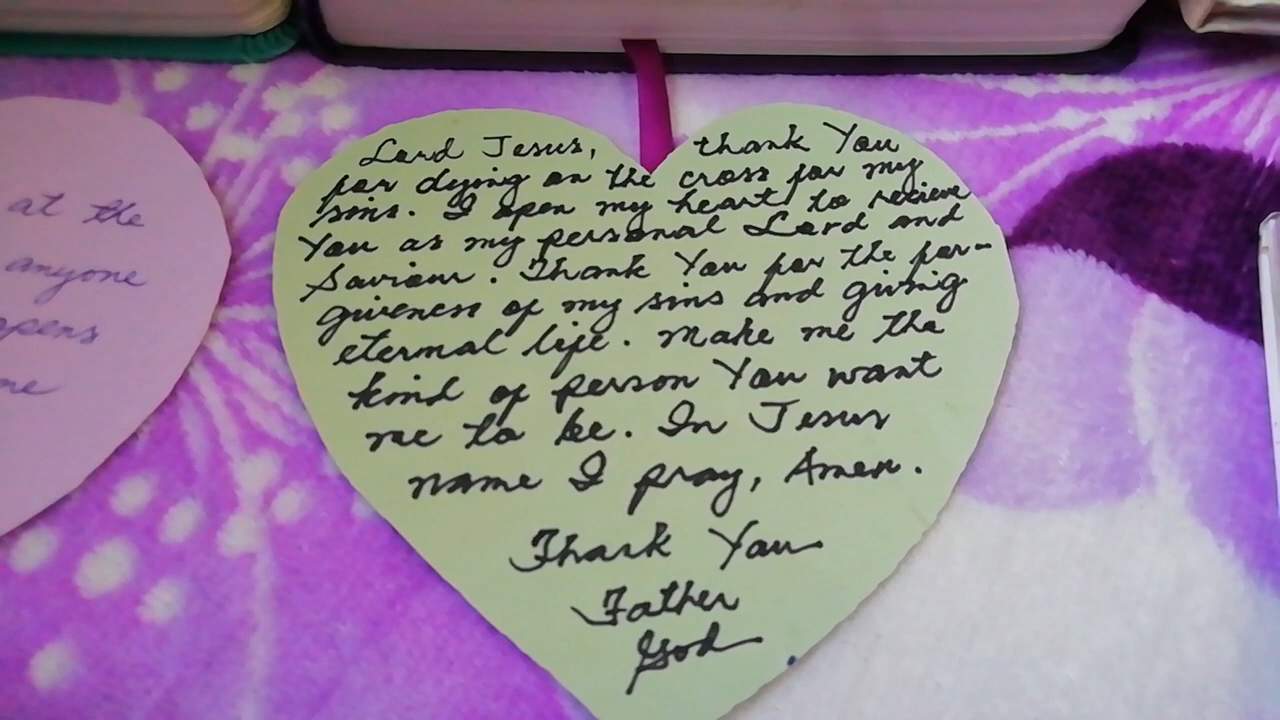 Lord Jesus, thank You
for dying on the cross for my
sins. I open my heart to recieve
You as my personal Lord and
Saviour. Thank You for the for-
giveness of my sins and giving
eternal life. Make me the
kind of person You want
me to be. In Jesus
name I pray, Amen.
Thank You
Father
God
at the
anyone
opens
me